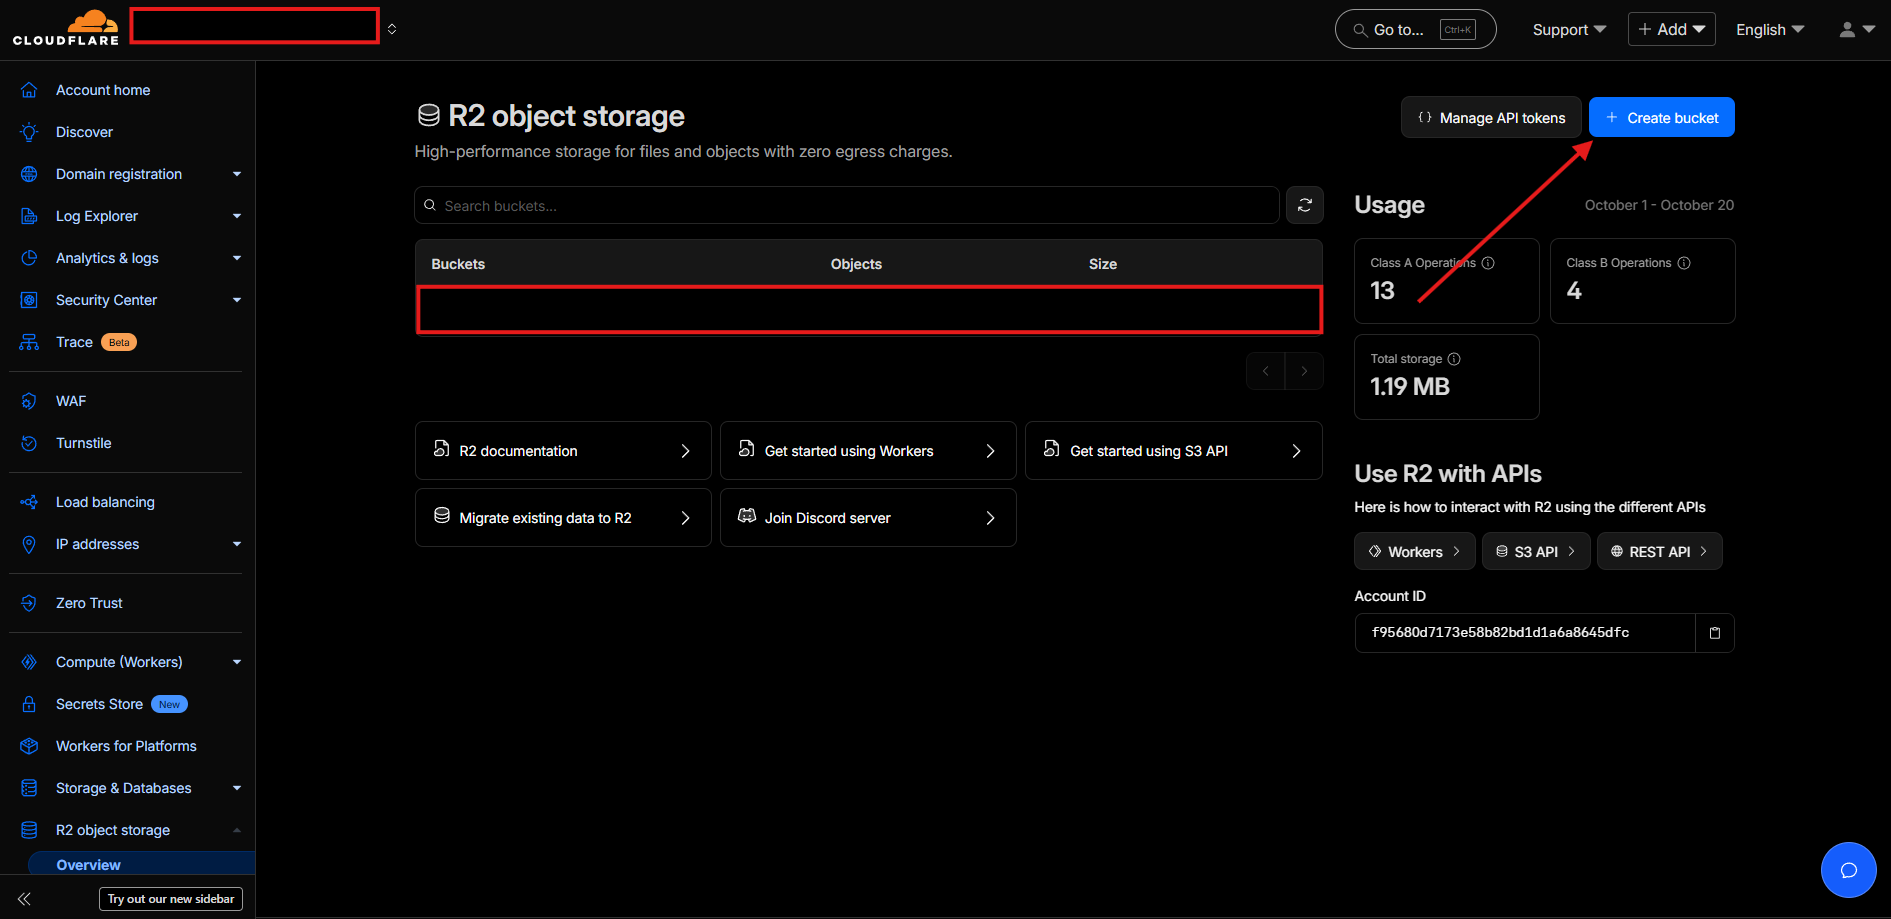 CLOUDFLARE
Go to... Ctrl+K
Support
+ Add
English
Account home
Discover
Domain registration
Log Explorer
Analytics & logs
Security Center
Trace Beta
WAF
Turnstile
Load balancing
IP addresses
Zero Trust
Compute (Workers)
Secrets Store New
Workers for Platforms
Storage & Databases
R2 object storage
Overview
Try out our new sidebar
R2 object storage
High-performance storage for files and objects with zero egress charges.
Manage API tokens
+ Create bucket
Search buckets...
Buckets Objects Size
R2 documentation
Get started using Workers
Get started using S3 API
Migrate existing data to R2
Join Discord server
Usage
October 1 - October 20
Class A Operations
13
Class B Operations
4
Total storage
1.19 MB
Use R2 with APIs
Here is how to interact with R2 using the different APIs
Workers
S3 API
REST API
Account ID
f95680d7173e58b82bd1d1a6a8645dfc